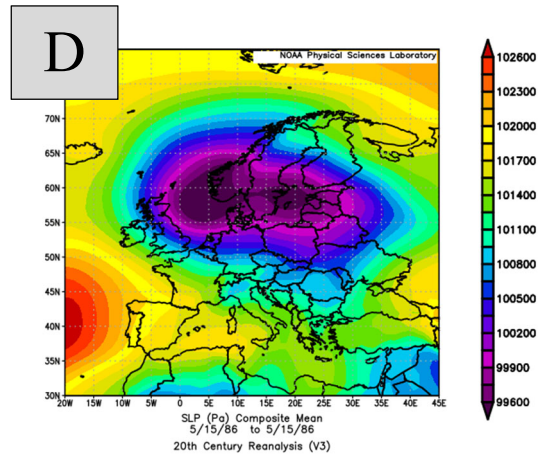 D
NOAA Physical Sciences Laboratory
70N
65N
60N
55N
50N
45N
40N
35N
30N
20W 15W 10W 5W 0 5E 10E 15E 20E 25E 30E 35E 40E 45E
102600
102300
102000
101700
101400
101100
100800
100500
100200
99900
99600
SLP (Pa) Composite Mean
5/15/86 to 5/15/86
20th Century Reanalysis (V3)